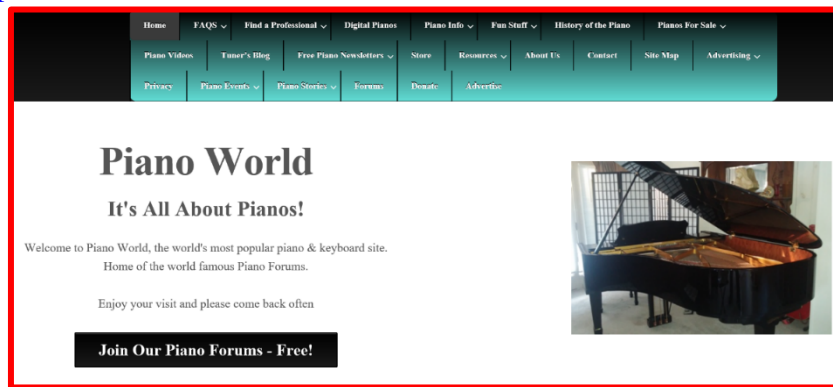 Home FAQS Find a Professional Digital Pianos Piano Info Fun Stuff History of the Piano Pianos For Sale
Piano Videos Tuner's Blog Free Piano Newsletters Store Resources About Us Contact Site Map Advertising
Privacy Piano Events Piano Stories Forums Donate Advertise
Piano World
It's All About Pianos!
Welcome to Piano World, the world's most popular piano & keyboard site.
Home of the world famous Piano Forums.
Enjoy your visit and please come back often
Join Our Piano Forums - Free!